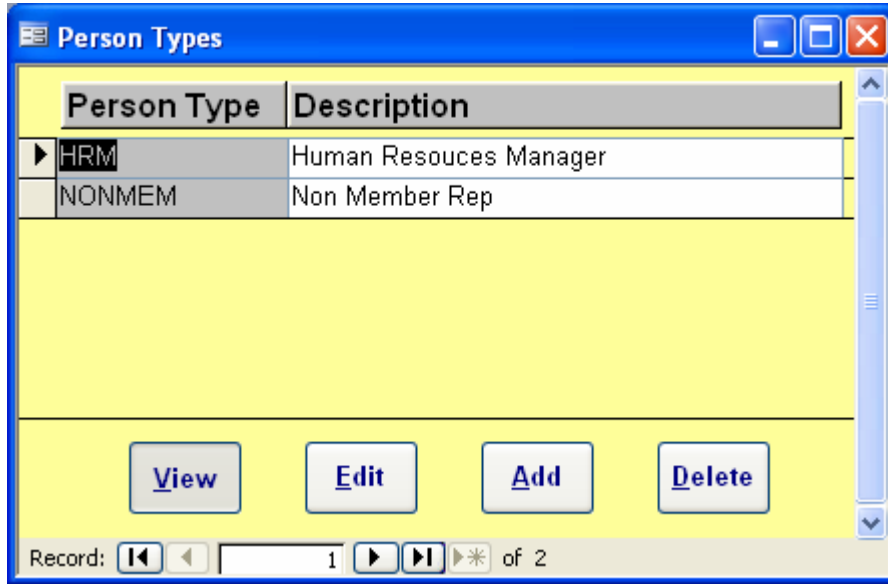 Person Types
Person Type Description
HRM Human Resouces Manager
NONMEM Non Member Rep
View Edit Add Delete
Record: 1 of 2